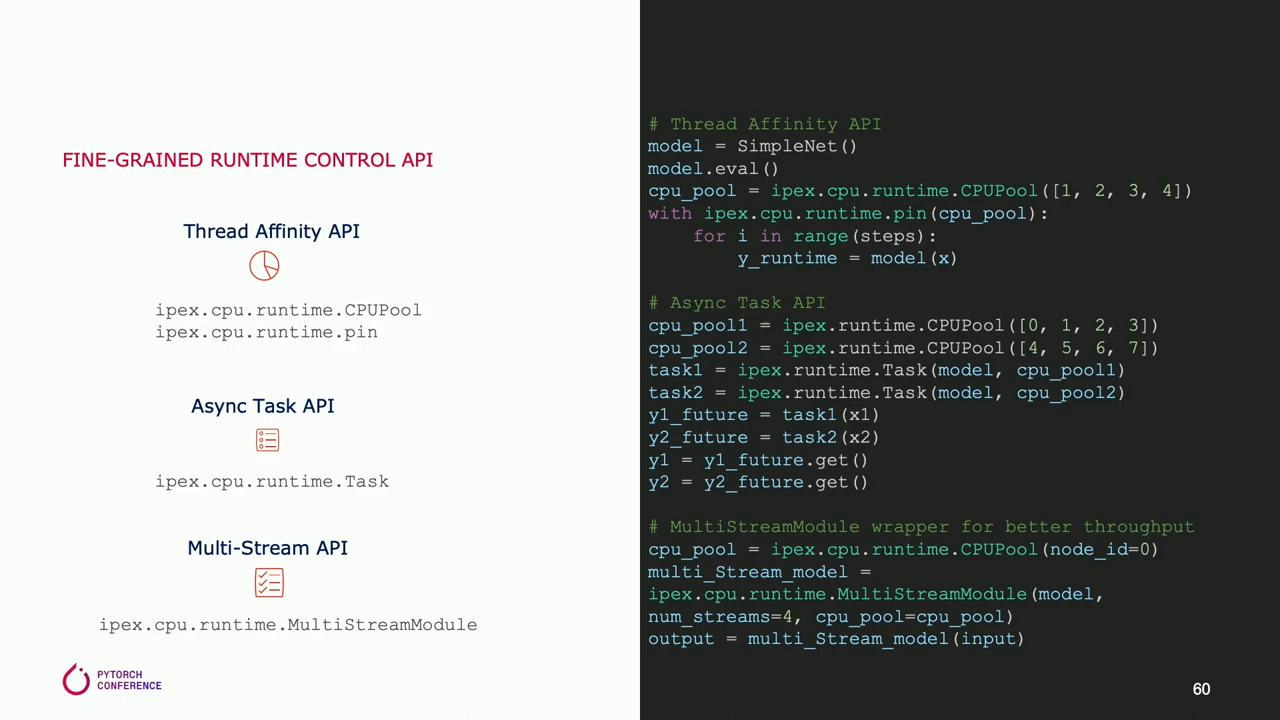 FINE-GRAINED RUNTIME CONTROL API
Thread Affinity API
ipex.cpu.runtime.CPUPool
ipex.cpu.runtime.pin
Async Task API
ipex.cpu.runtime.Task
Multi-Stream API
ipex.cpu.runtime.MultiStreamModule
PYTORCH
CONFERENCE
# Thread Affinity API
model = SimpleNet()
model.eval()
cpu_pool = ipex.cpu.runtime.CPUPool([1, 2, 3, 4])
with ipex.cpu.runtime.pin(cpu_pool):
    for i in range(steps):
        y_runtime = model(x)
# Async Task API
cpu_pool1 = ipex.runtime.CPUPool([0, 1, 2, 3])
cpu_pool2 = ipex.runtime.CPUPool([4, 5, 6, 7])
task1 = ipex.runtime.Task(model, cpu_pool1)
task2 = ipex.runtime.Task(model, cpu_pool2)
y1_future = task1(x1)
y2_future = task2(x2)
y1 = y1_future.get()
y2 = y2_future.get()
# MultiStreamModule wrapper for better throughput
cpu_pool = ipex.cpu.runtime.CPUPool(node_id=0)
multi_Stream_model =
ipex.cpu.runtime.MultiStreamModule(model,
num_streams=4, cpu_pool=cpu_pool)
output = multi_Stream_model(input)
60